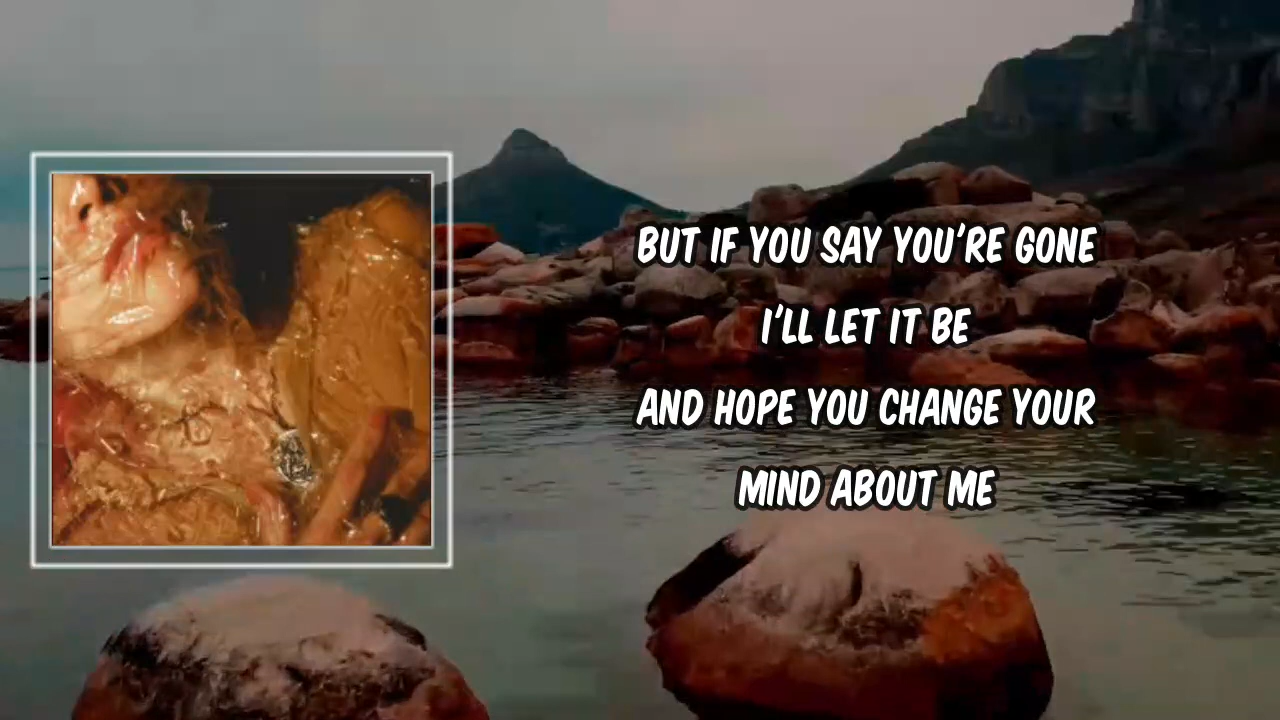 BUT IF YOU SAY YOU'RE GONE
I'LL LET IT BE
AND HOPE YOU CHANGE YOUR
MIND ABOUT ME